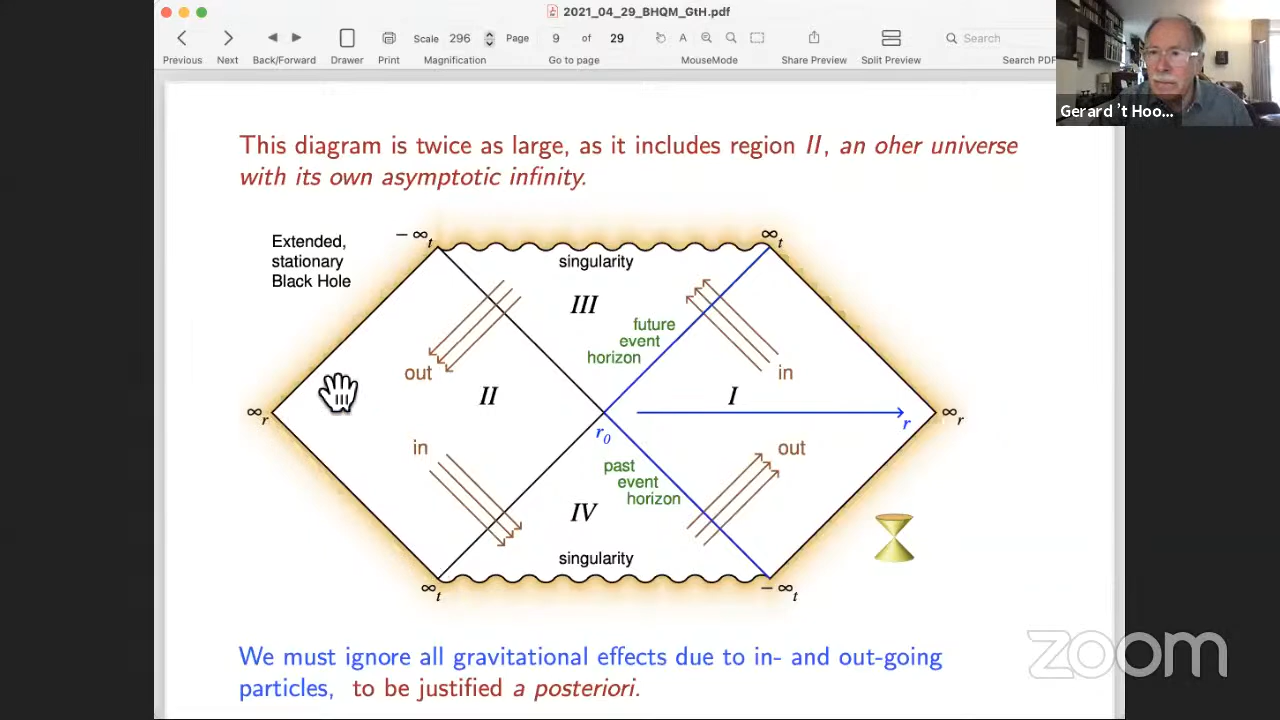 2021_04_29_BHQM_GtH.pdf
Scale 296 Page 9 of 29 A Search
Previous Next Back/Forward Drawer Print Magnification Go to page MouseMode Share Preview Split Preview Search PDF
Gerard 't Hoo...
This diagram is twice as large, as it includes region II, an oher universe
with its own asymptotic infinity.
Extended,
stationary
Black Hole
− ∞t
∞t
singularity
III
future
event
horizon
out
in
II
I
∞r
r0
r
∞r
in
out
past
event
horizon
IV
singularity
∞t
− ∞t
We must ignore all gravitational effects due to in- and out-going
particles, to be justified a posteriori.
zoom